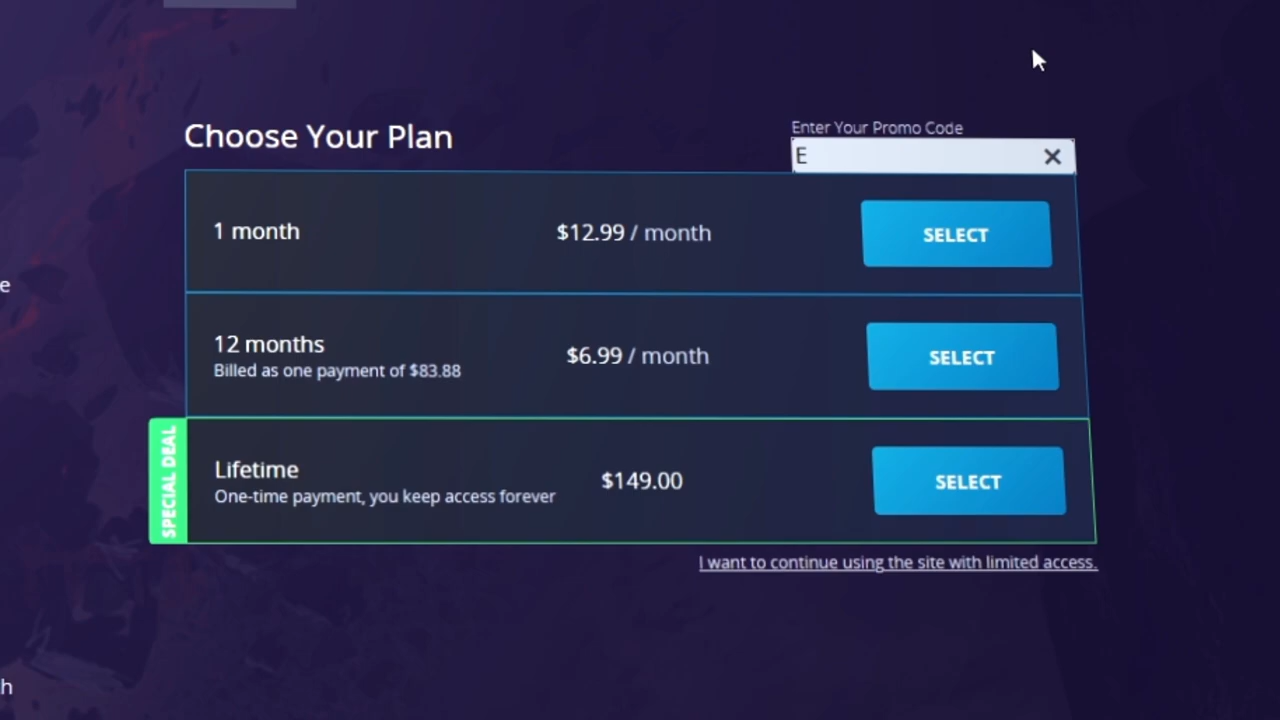 Choose Your Plan
Enter Your Promo Code
E
1 month
$12.99 / month
SELECT
12 months
Billed as one payment of $83.88
$6.99 / month
SELECT
SPECIAL DEAL
Lifetime
One-time payment, you keep access forever
$149.00
SELECT
I want to continue using the site with limited access.